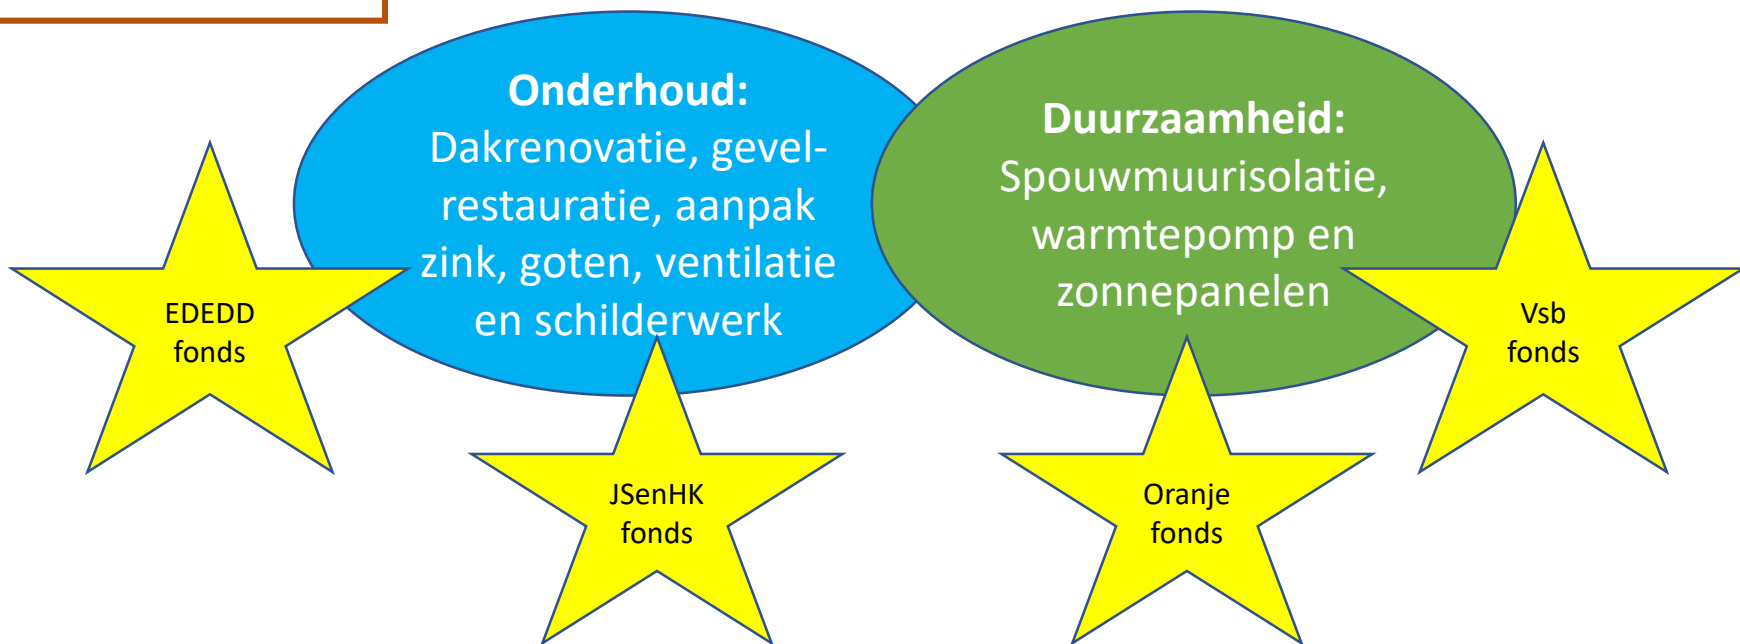 Onderhoud:
Dakrenovatie, gevel-
restauratie, aanpak
zink, goten, ventilatie
en schilderwerk
Duurzaamheid:
Spouwmuurisolatie,
warmtepomp en
zonnepanelen
EDEDD
fonds
JSenHK
fonds
Oranje
fonds
Vsb
fonds